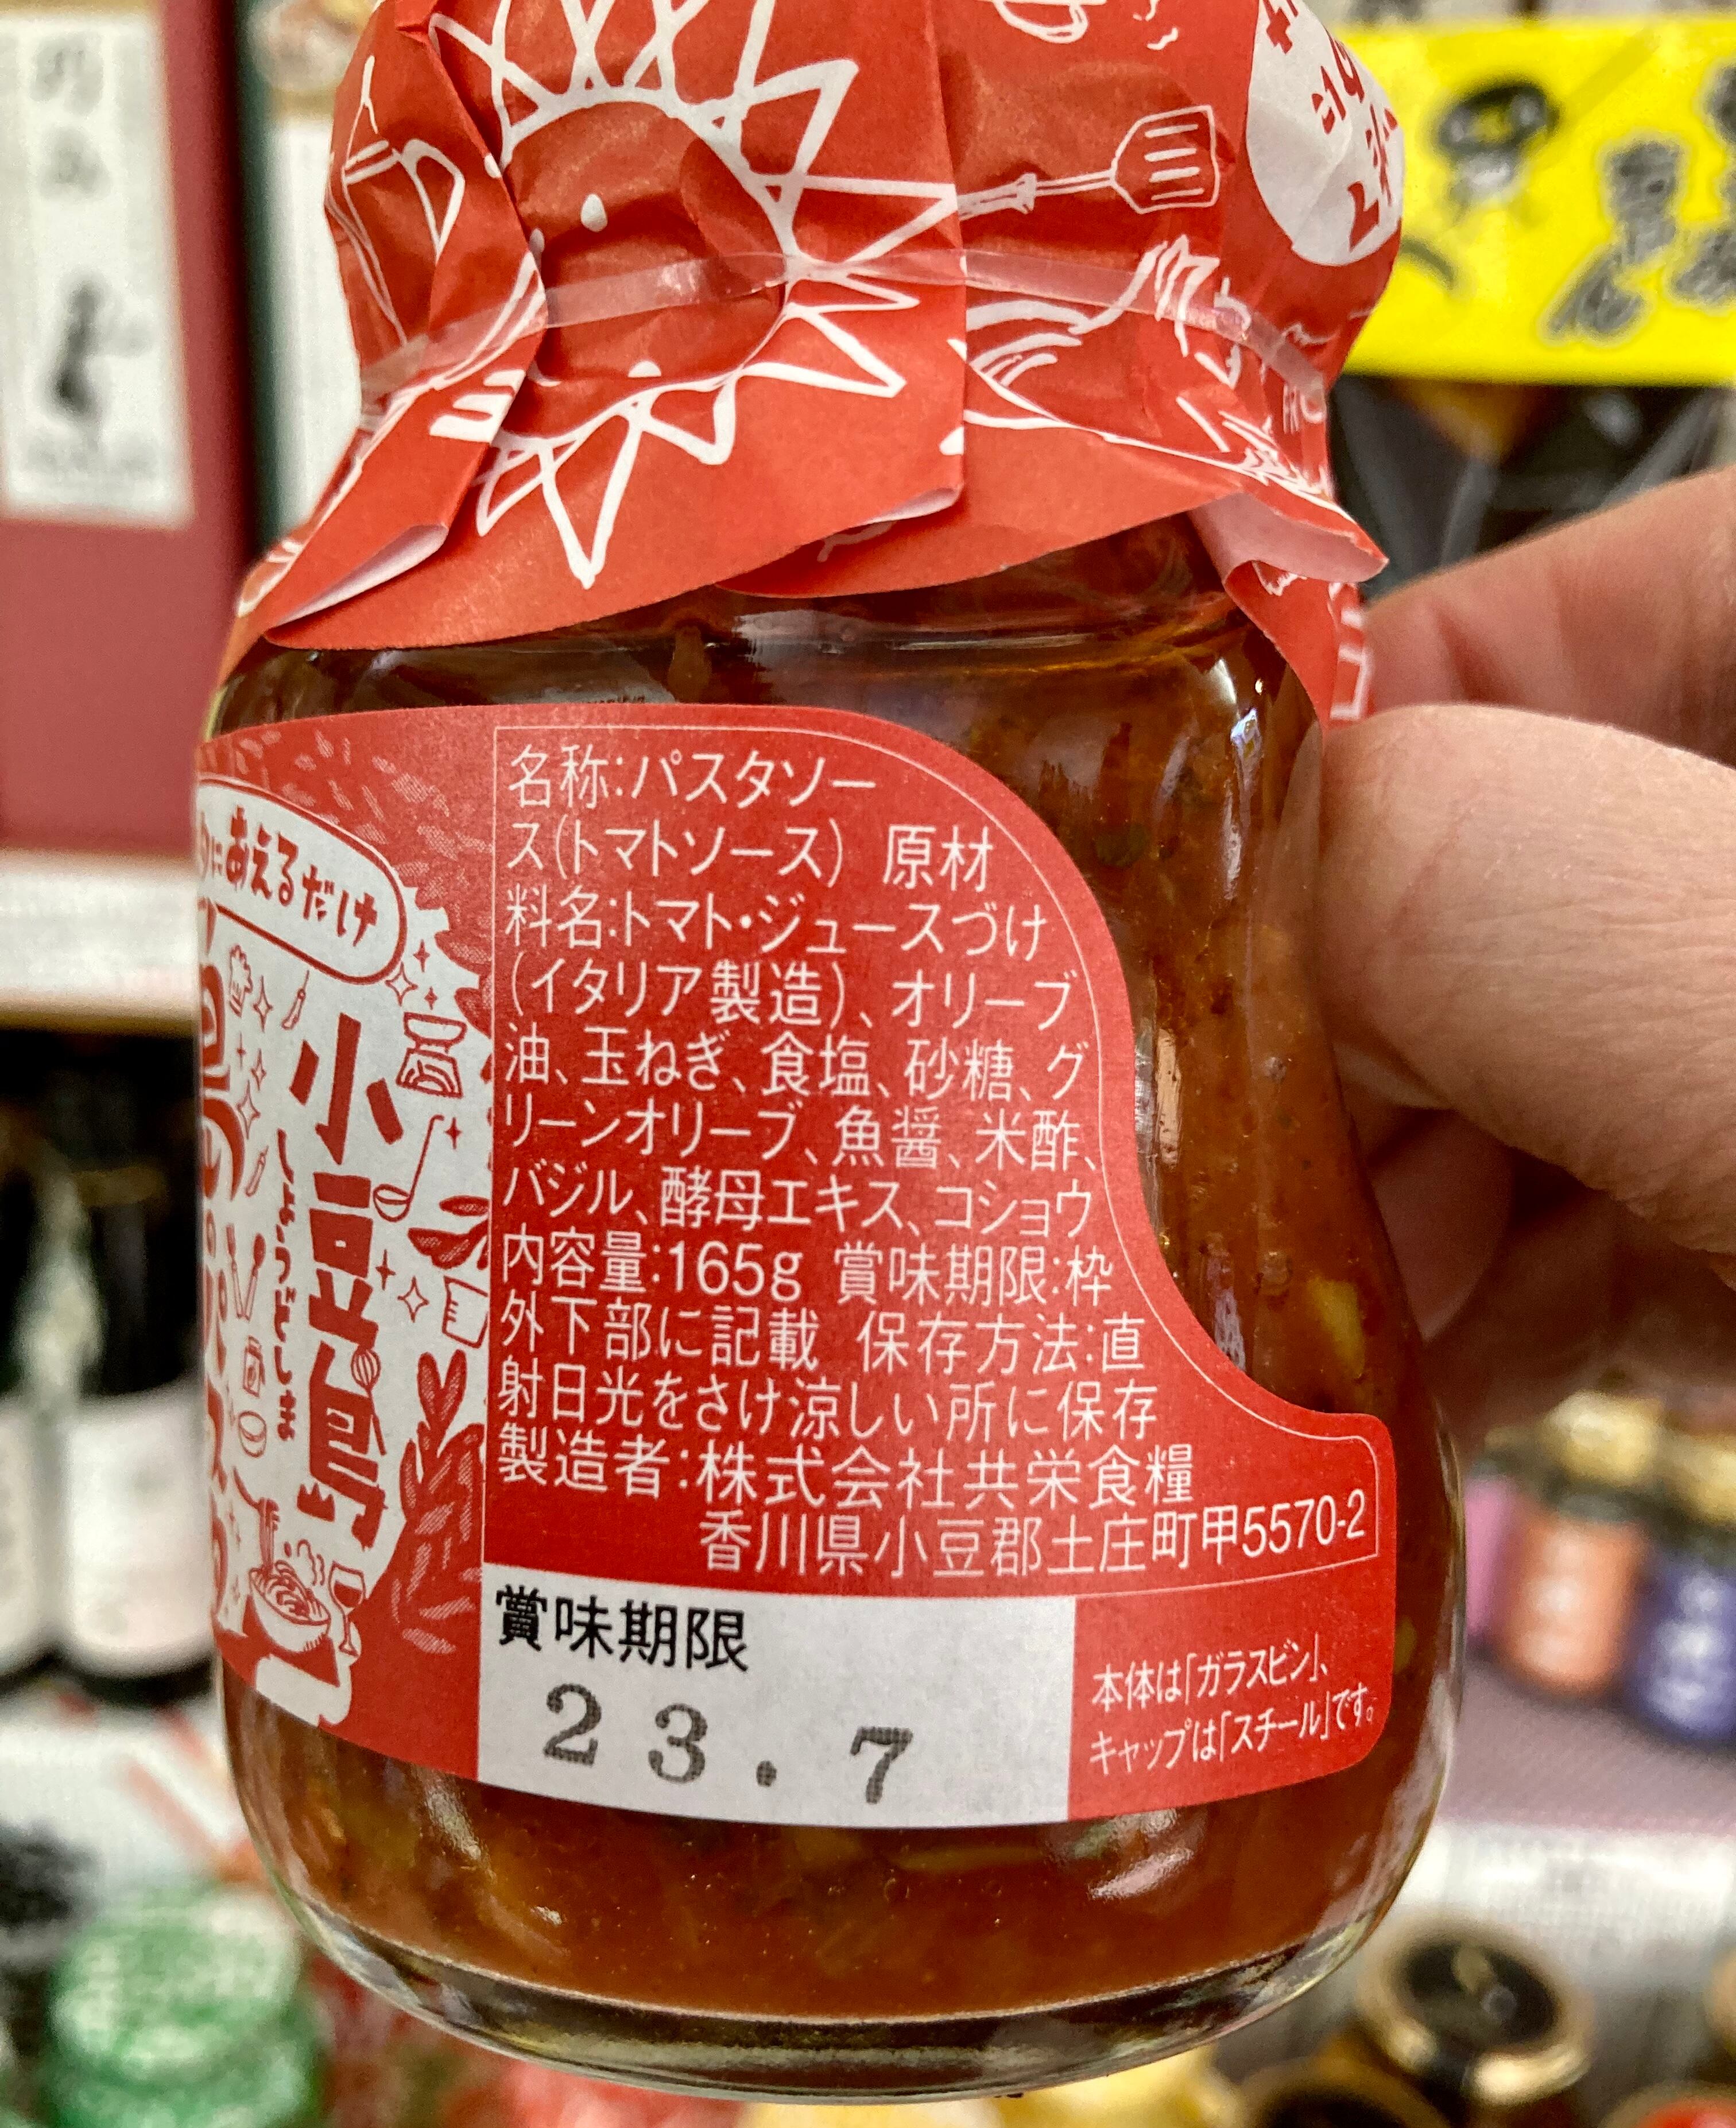 タにあえるだけ
小豆島
しょうどしま
名称:パスタソー
ス(トマトソース) 原材
料名:トマト・ジュースづけ
(イタリア製造)、オリーブ
油、玉ねぎ、食塩、砂糖、グ
リーンオリーブ、魚醤、米酢、
バジル、酵母エキス、コショウ
内容量:165g 賞味期限:枠
外下部に記載 保存方法:直
射日光をさけ涼しい所に保存
製造者:株式会社共栄食糧
香川県小豆郡土庄町甲5570-2
賞味期限
23.7
本体は「ガラスビン」、
キャップは「スチール」です。